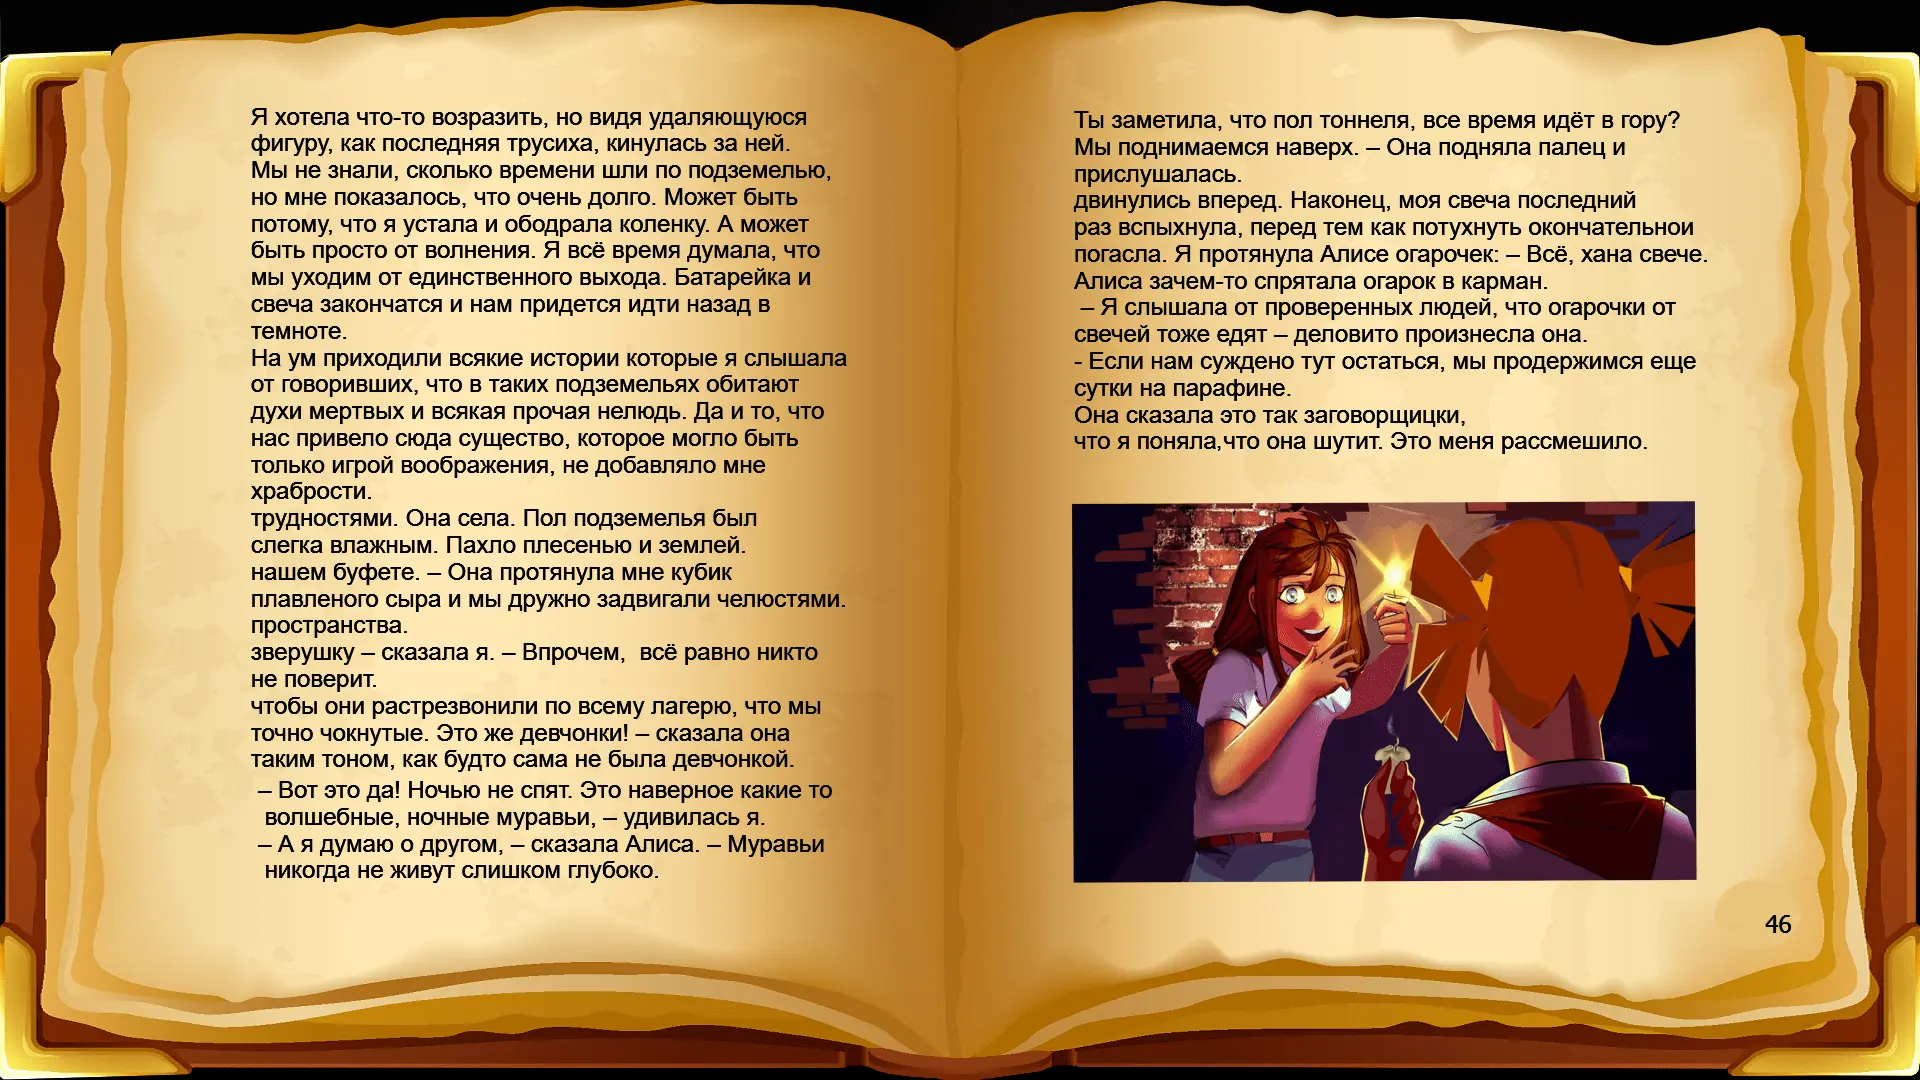 Я хотела что-то возразить, но видя удаляющуюся
фигуру, как последняя трусиха, кинулась за ней.
Мы не знали, сколько времени шли по подземелью,
но мне показалось, что очень долго. Может быть
потому, что я устала и ободрала коленку. А может
быть просто от волнения. Я всё время думала, что
мы уходим от единственного выхода. Батарейка и
свеча закончатся и нам придется идти назад в
темноте.
На ум приходили всякие истории которые я слышала
от говоривших, что в таких подземельях обитают
духи мертвых и всякая прочая нелюдь. Да и то, что
нас привело сюда существо, которое могло быть
только игрой воображения, не добавляло мне
храбрости.
трудностями. Она села. Пол подземелья был
слегка влажным. Пахло плесенью и землей.
нашем буфете. – Она протянула мне кубик
плавленого сыра и мы дружно задвигали челюстями.
пространства.
зверушку – сказала я. – Впрочем,  всё равно никто
не поверит.
чтобы они растрезвонили по всему лагерю, что мы
точно чокнутые. Это же девчонки! – сказала она
таким тоном, как будто сама не была девчонкой.
– Вот это да! Ночью не спят. Это наверное какие то
волшебные, ночные муравьи, – удивилась я.
– А я думаю о другом, – сказала Алиса. – Муравьи
никогда не живут слишком глубоко.
Ты заметила, что пол тоннеля, все время идёт в гору?
Мы поднимаемся наверх. – Она подняла палец и
прислушалась.
двинулись вперед. Наконец, моя свеча последний
раз вспыхнула, перед тем как потухнуть окончательнои
погасла. Я протянула Алисе огарочек: – Всё, хана свече.
Алиса зачем-то спрятала огарок в карман.
– Я слышала от проверенных людей, что огарочки от
свечей тоже едят – деловито произнесла она.
- Если нам суждено тут остаться, мы продержимся еще
сутки на парафине.
Она сказала это так заговорщицки,
что я поняла,что она шутит. Это меня рассмешило.
46